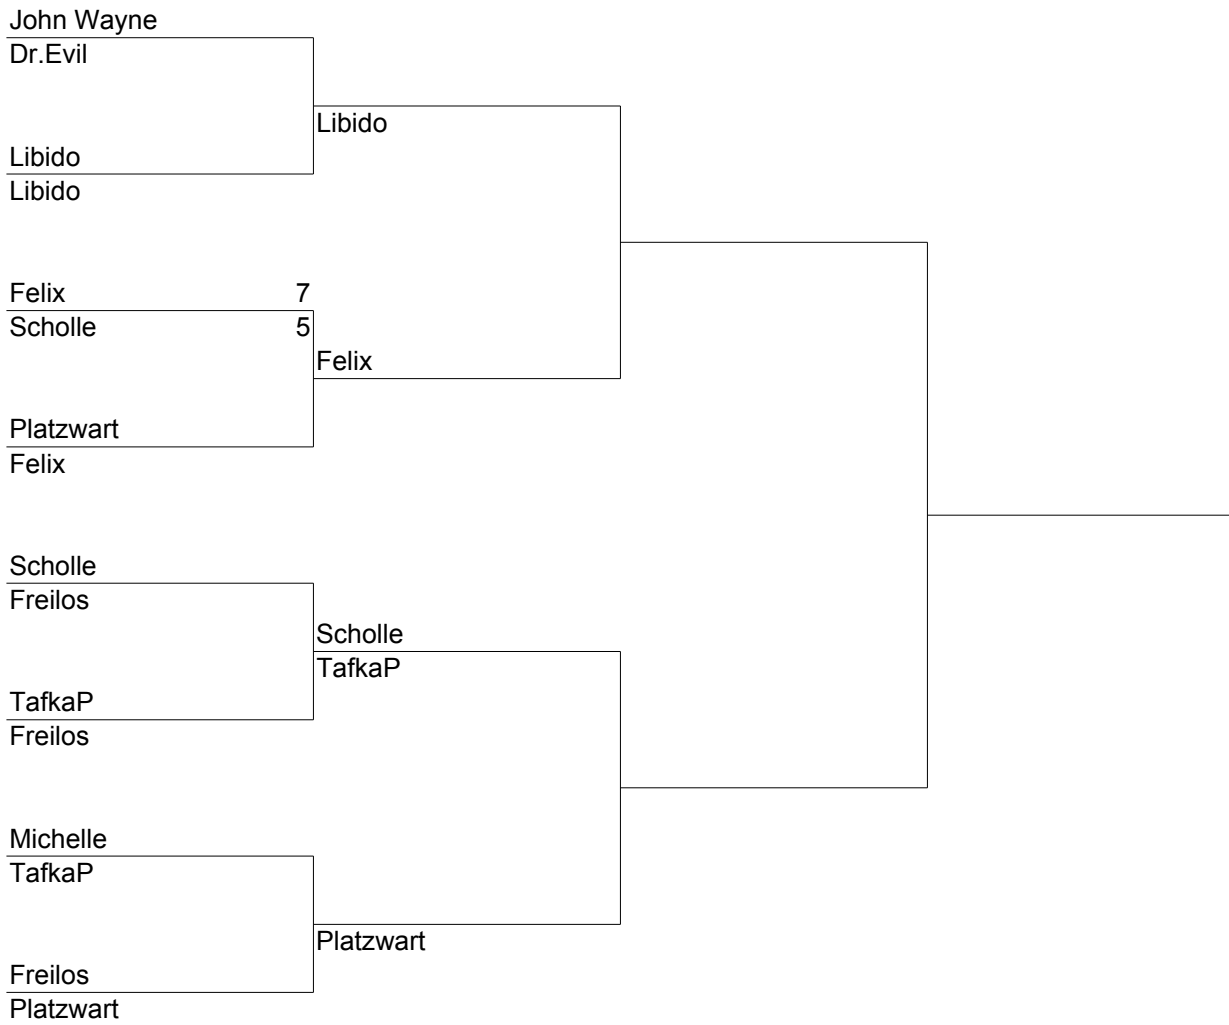 John Wayne
Dr.Evil
Libido
Libido
Libido
Felix 7
Scholle 5
Felix
Platzwart
Felix
Scholle
Freilos
Scholle
TafkaP
TafkaP
Freilos
Michelle
TafkaP
Platzwart
Freilos
Platzwart